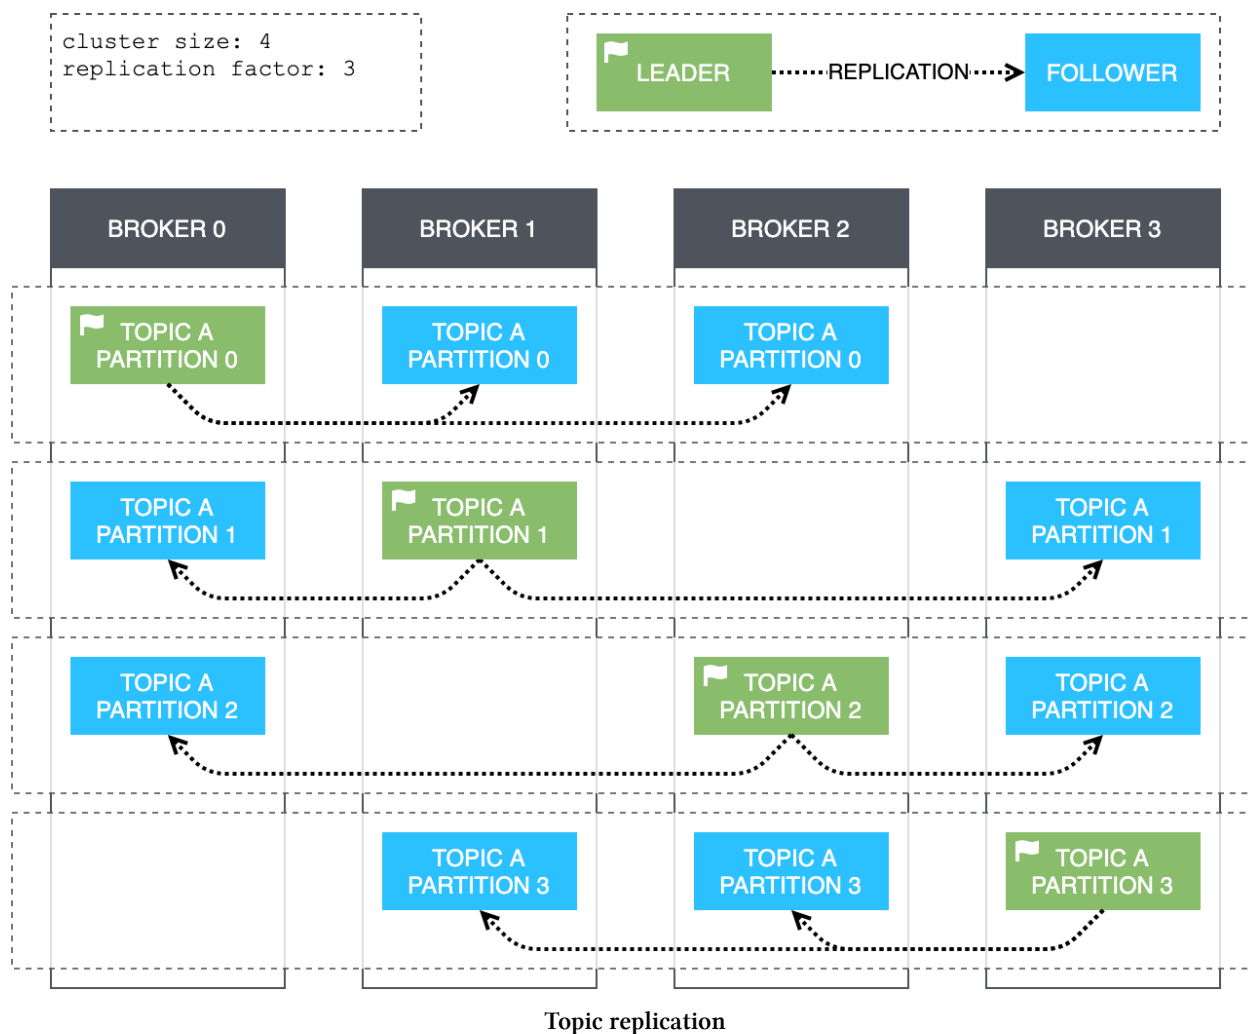 cluster size: 4
replication factor: 3
LEADER
REPLICATION
FOLLOWER
BROKER 0
BROKER 1
BROKER 2
BROKER 3
TOPIC A
PARTITION 0
TOPIC A
PARTITION 0
TOPIC A
PARTITION 0
TOPIC A
PARTITION 1
TOPIC A
PARTITION 1
TOPIC A
PARTITION 1
TOPIC A
PARTITION 2
TOPIC A
PARTITION 2
TOPIC A
PARTITION 2
TOPIC A
PARTITION 3
TOPIC A
PARTITION 3
TOPIC A
PARTITION 3
Topic replication